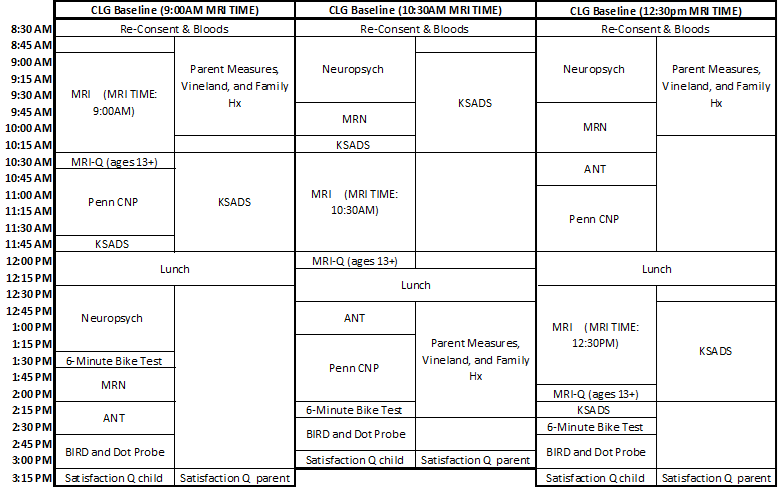 CLG Baseline (9:00AM MRI TIME) CLG Baseline (10:30AM MRI TIME) CLG Baseline (12:30pm MRI TIME)
8:30 AM Re-Consent & Bloods Re-Consent & Bloods Re-Consent & Bloods
8:45 AM
9:00 AM Parent Measures, Neuropsych Neuropsych Parent Measures,
9:15 AM Vineland, and Family Vineland, and Family
9:30 AM MRI (MRI TIME: Hx KSADS Hx
9:45 AM 9:00AM) MRN
10:00 AM MRN
10:15 AM KSADS
10:30 AM MRI-Q (ages 13+) ANT
10:45 AM
11:00 AM Penn CNP KSADS MRI (MRI TIME:
11:15 AM 10:30AM) Penn CNP
11:30 AM
11:45 AM KSADS
12:00 PM Lunch MRI-Q (ages 13+) Lunch
12:15 PM Lunch
12:30 PM
12:45 PM Neuropsych ANT
1:00 PM MRI (MRI TIME:
1:15 PM Parent Measures, 12:30PM) KSADS
1:30 PM 6-Minute Bike Test Penn CNP Vineland, and Family
1:45 PM MRN Hx
2:00 PM MRI-Q (ages 13+)
2:15 PM ANT 6-Minute Bike Test KSADS
2:30 PM BIRD and Dot Probe 6-Minute Bike Test
2:45 PM BIRD and Dot Probe BIRD and Dot Probe
3:00 PM Satisfaction Q child Satisfaction Q parent
3:15 PM Satisfaction Q child Satisfaction Q parent Satisfaction Q child Satisfaction Q parent